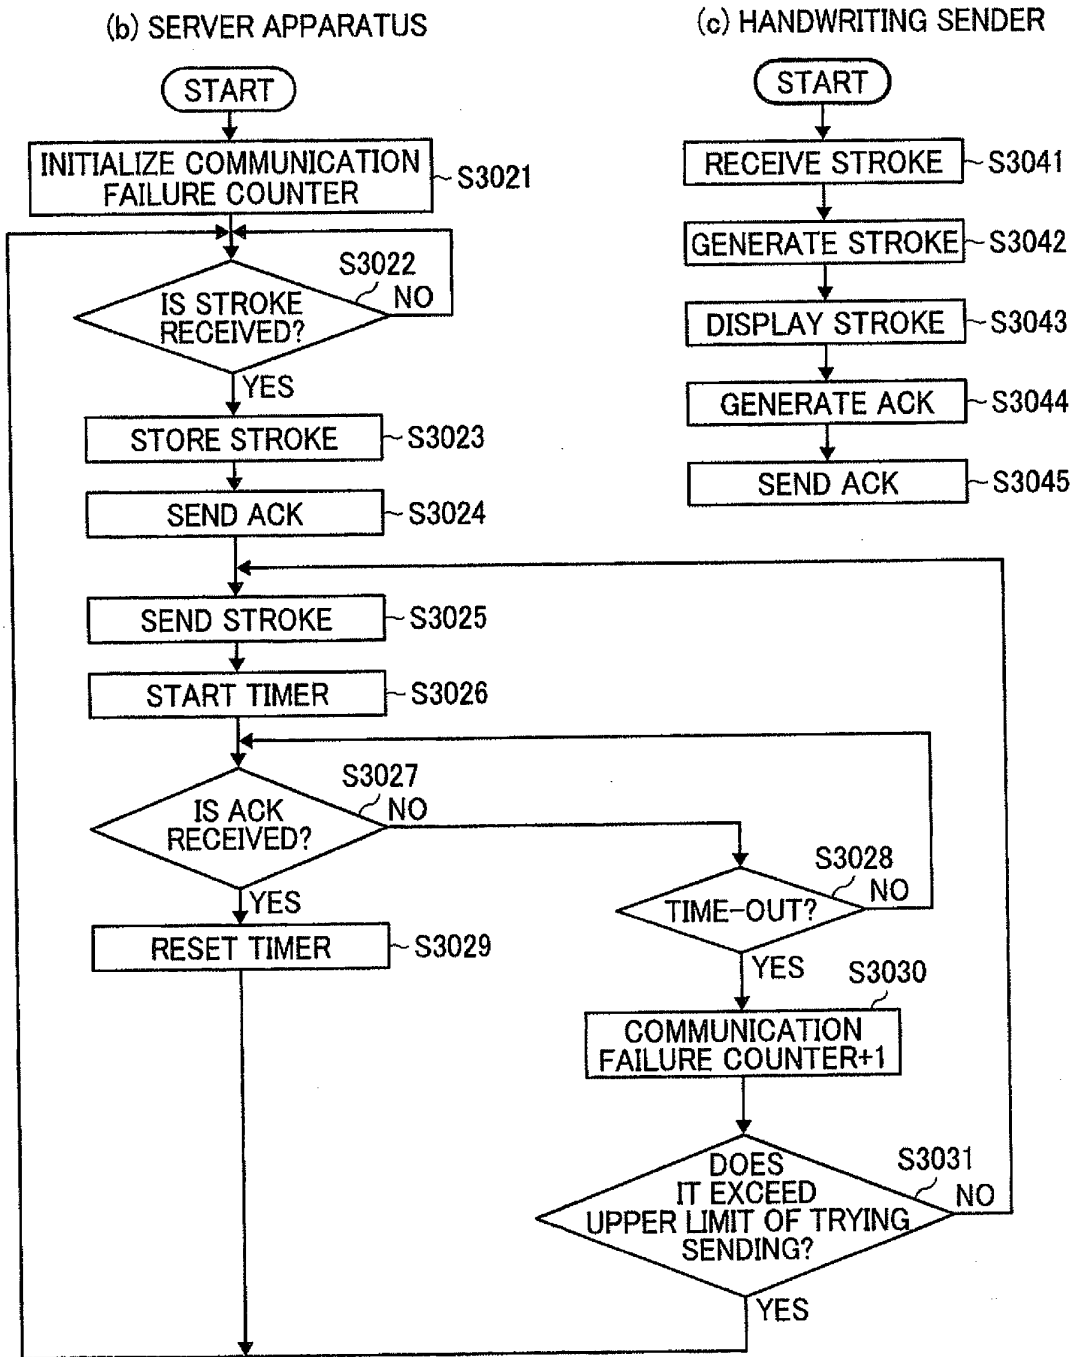 (b) SERVER APPARATUS
START
INITIALIZE COMMUNICATION
FAILURE COUNTER
S3021
S3022
IS STROKE
RECEIVED?
NO
YES
STORE STROKE
S3023
SEND ACK
S3024
SEND STROKE
S3025
START TIMER
S3026
S3027
IS ACK
RECEIVED?
NO
YES
RESET TIMER
S3029
S3028
TIME-OUT?
NO
YES
S3030
COMMUNICATION
FAILURE COUNTER+1
S3031
DOES
IT EXCEED
UPPER LIMIT OF TRYING
SENDING?
NO
YES
(c) HANDWRITING SENDER
START
RECEIVE STROKE
S3041
GENERATE STROKE
S3042
DISPLAY STROKE
S3043
GENERATE ACK
S3044
SEND ACK
S3045